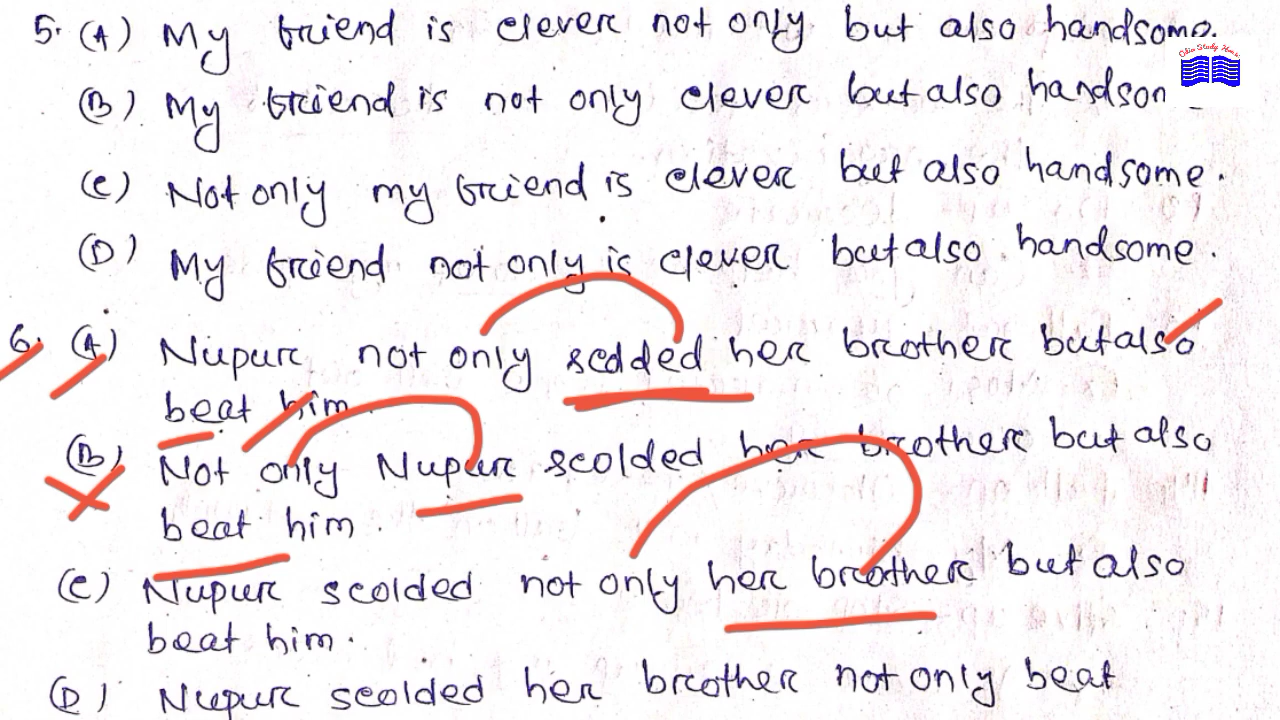 5. (A) My friend is clever not only but also handsome.
(B) My friend is not only clever but also handsom
(C) Not only my friend is clever but also handsome.
(D) My friend not only is clever but also handsome.
6. (A) Nupur not only scolded her brother but also
beat him.
(B) Not only Nupur scolded her brother but also
beat him.
(C) Nupur scolded not only her brother but also
beat him.
(D) Nupur scolded her brother not only beat